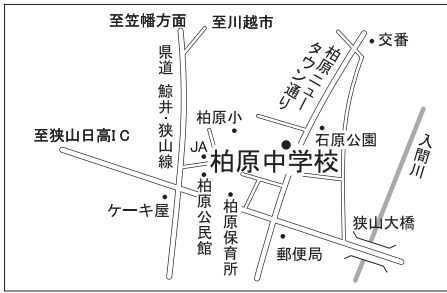 至笠幡方面
至川越市
県道 鯨井・狭山線
柏原ニュータウン通り
交番
柏原小
石原公園
至狭山日高IC
JA
柏原中学校
入間川
ケーキ屋
柏原公民館
柏原保育所
狭山大橋
郵便局